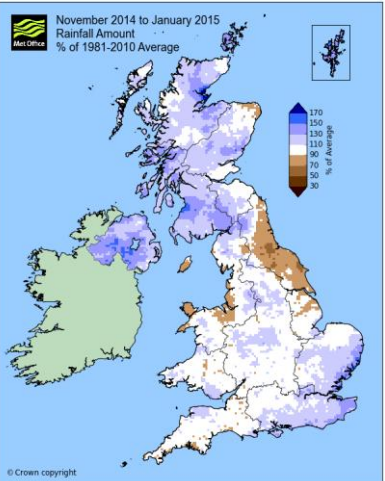 Met Office
November 2014 to January 2015
Rainfall Amount
% of 1981-2010 Average
170
150
130
110
90
70
50
30
% of Average
© Crown copyright